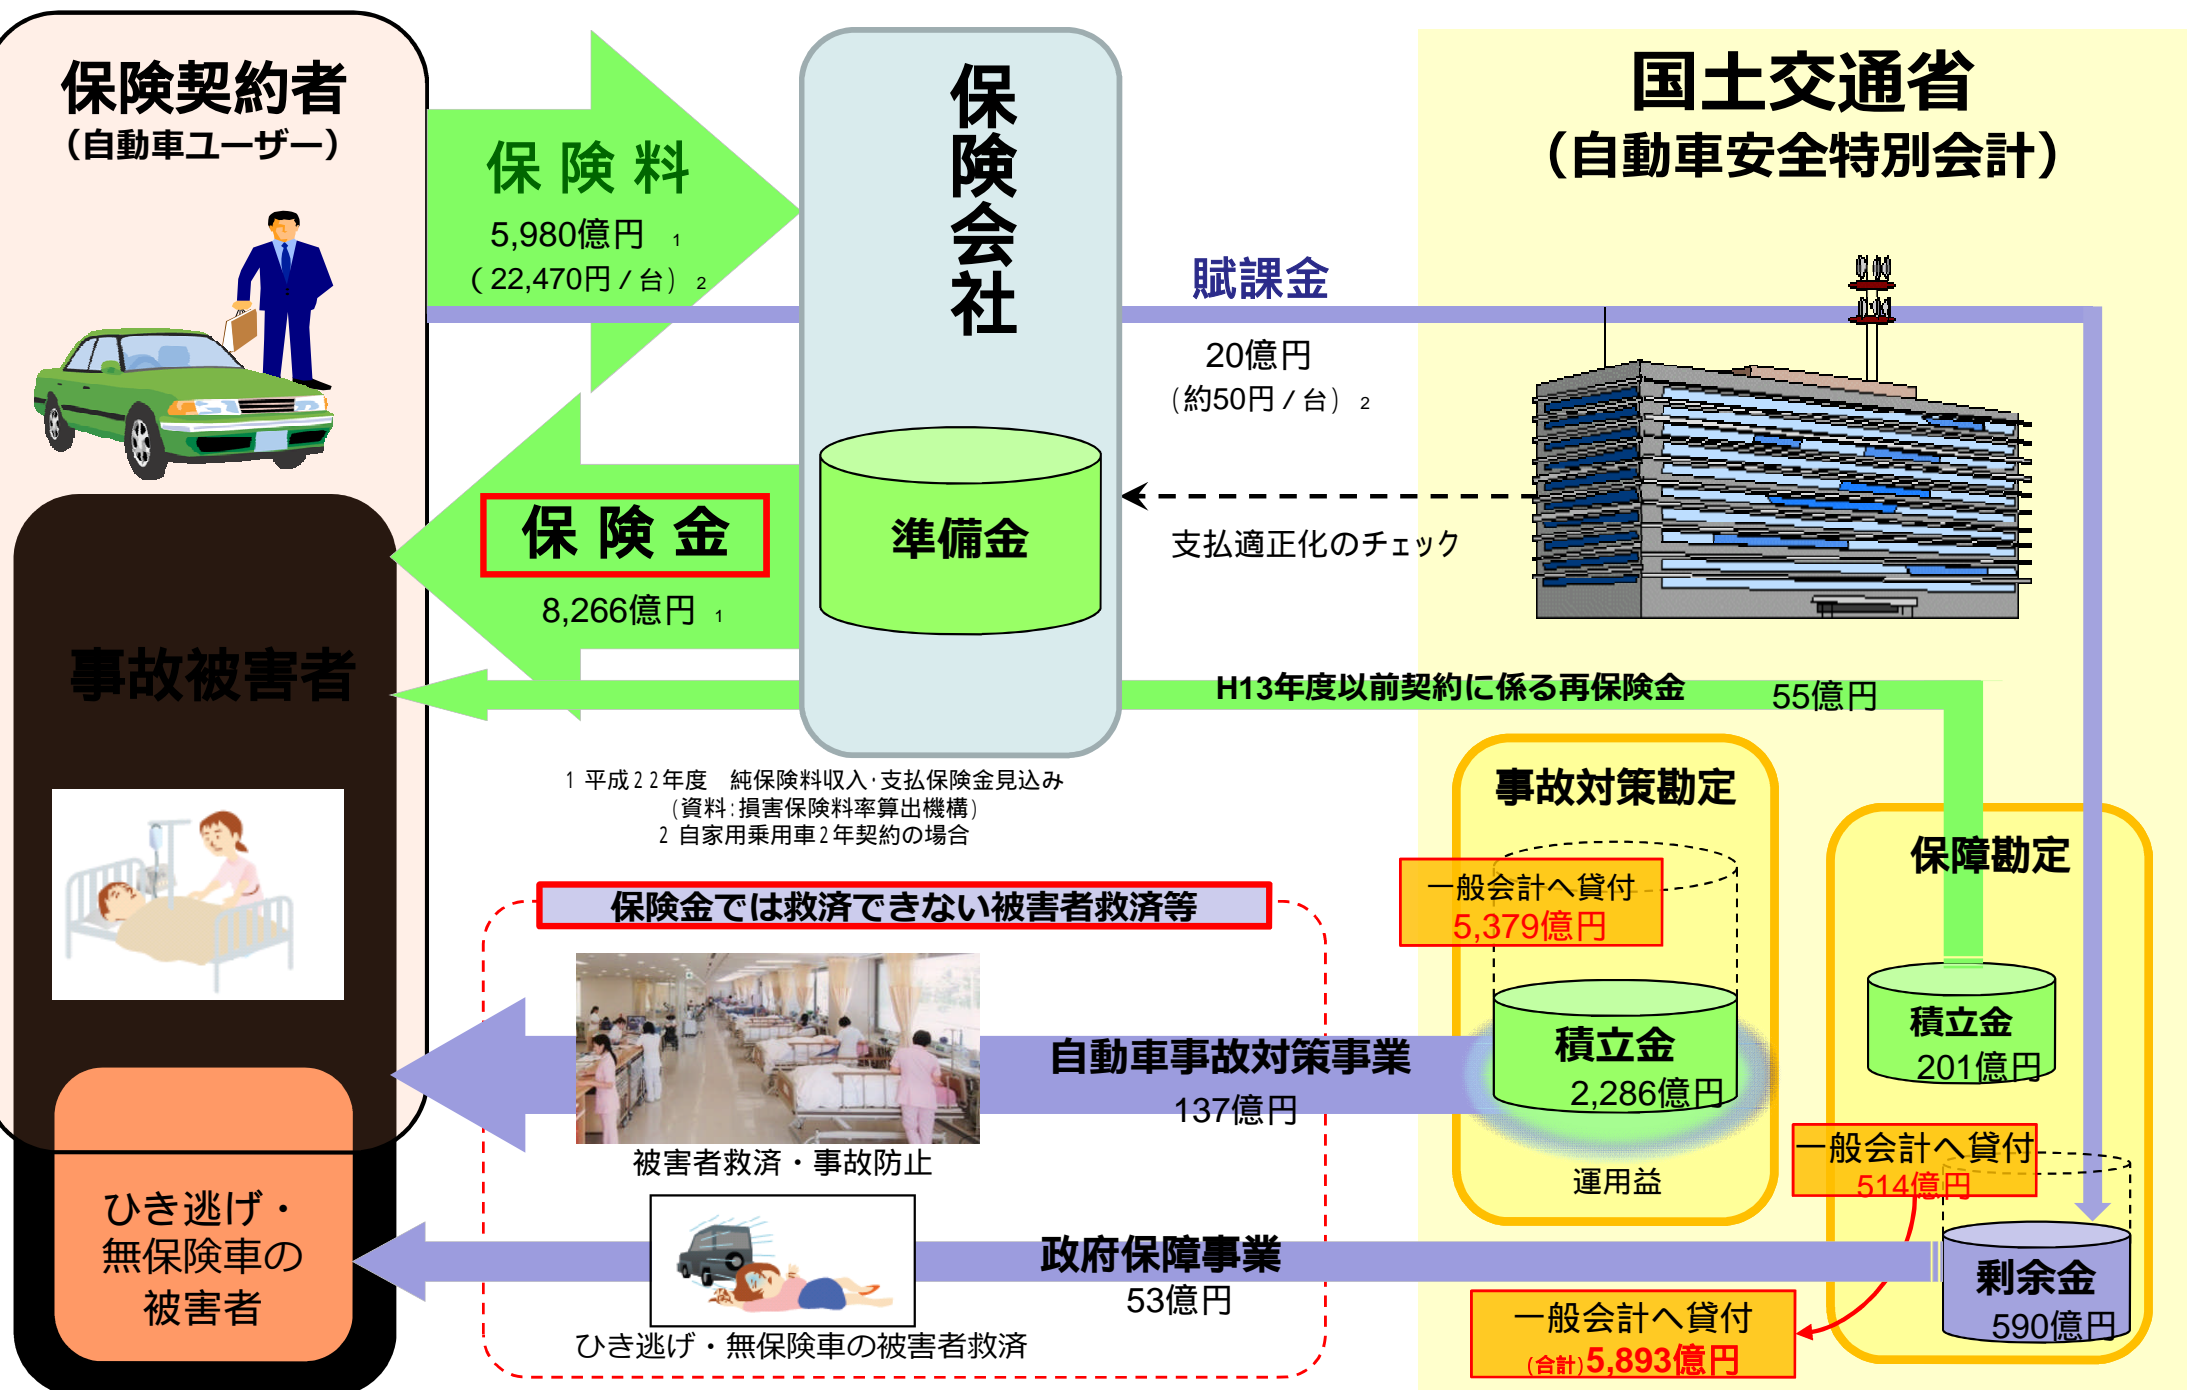 保険契約者
（自動車ユーザー）
保険料
5,980億円 1
（22,470円/台） 2
保険会社
国土交通省
（自動車安全特別会計）
賦課金
20億円
（約50円/台） 2
保険金
8,266億円 1
準備金
支払適正化のチェック
事故被害者
H13年度以前契約に係る再保険金 55億円
1 平成22年度 純保険料収入・支払保険金見込み
（資料：損害保険料率算出機構）
2 自家用乗用車2年契約の場合
事故対策勘定
保障勘定
一般会計へ貸付
5,379億円
保険金では救済できない被害者救済等
積立金
2,286億円
積立金
201億円
自動車事故対策事業
137億円
被害者救済・事故防止
運用益
一般会計へ貸付
514億円
ひき逃げ・
無保険車の
被害者
政府保障事業
53億円
ひき逃げ・無保険車の被害者救済
剰余金
590億円
一般会計へ貸付
（合計）5,893億円